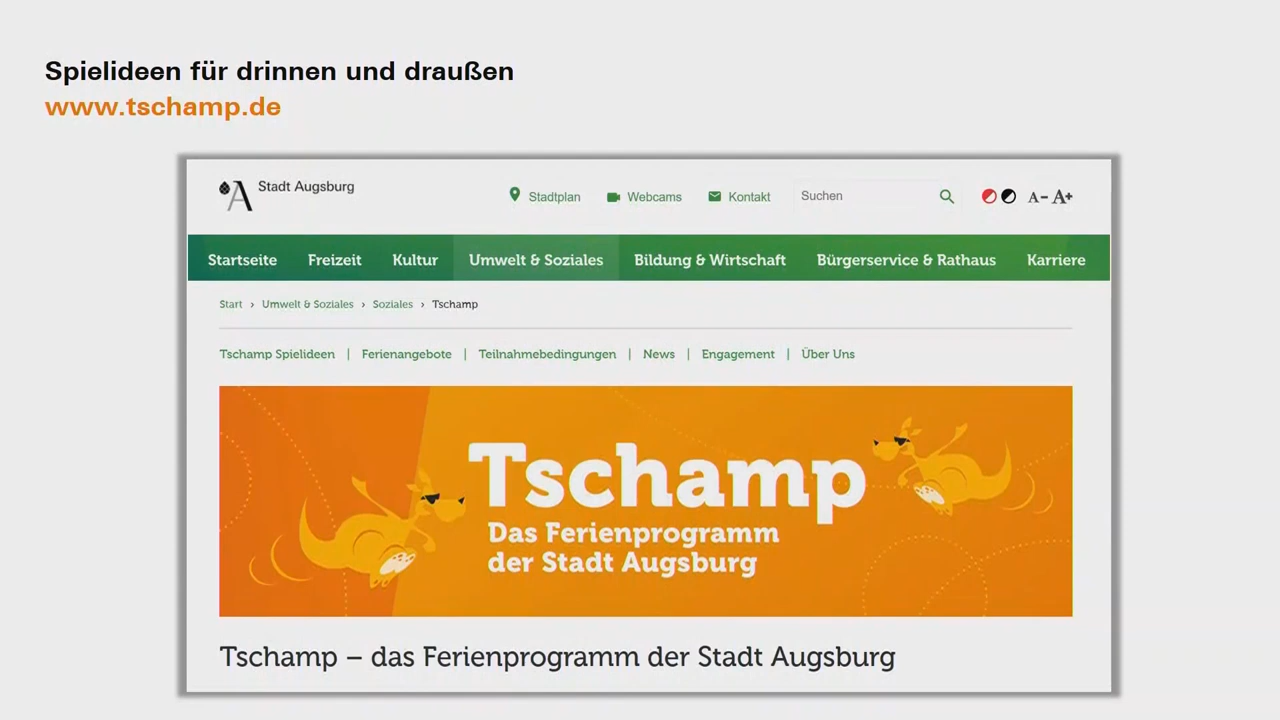 Spielideen für drinnen und draußen
www.tschamp.de
Stadt Augsburg
Stadtplan Webcams Kontakt Suchen A- A+
Startseite Freizeit Kultur Umwelt & Soziales Bildung & Wirtschaft Bürgerservice & Rathaus Karriere
Start › Umwelt & Soziales › Soziales › Tschamp
Tschamp Spielideen | Ferienangebote | Teilnahmebedingungen | News | Engagement | Über Uns
Tschamp
Das Ferienprogramm
der Stadt Augsburg
Tschamp – das Ferienprogramm der Stadt Augsburg